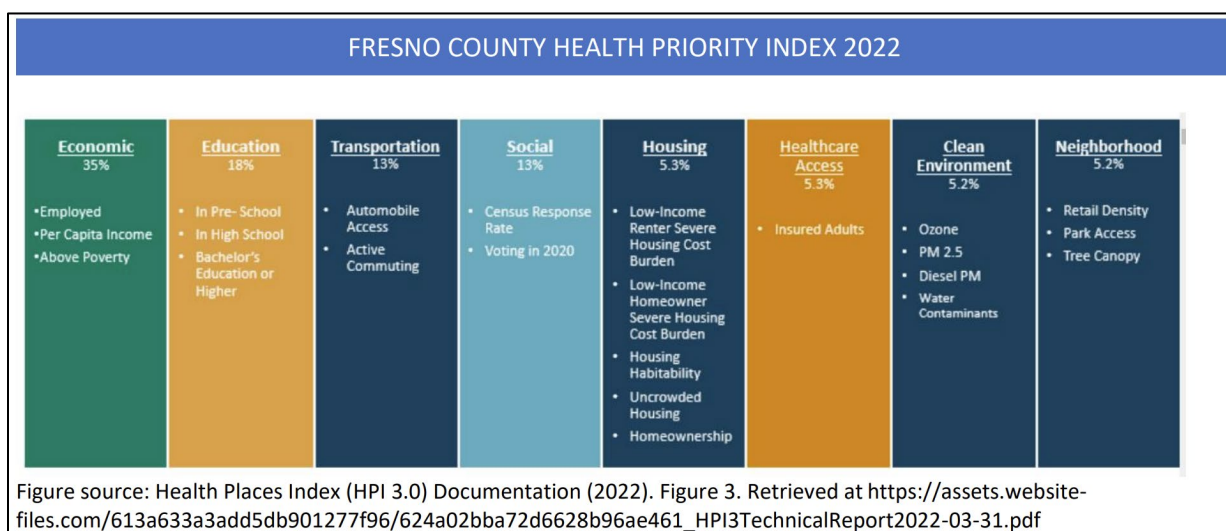 FRESNO COUNTY HEALTH PRIORITY INDEX 2022
Economic
35%
•Employed
•Per Capita Income
•Above Poverty
Education
18%
• In Pre- School
• In High School
• Bachelor's
Education or
Higher
Transportation
13%
• Automobile
Access
• Active
Commuting
Social
13%
• Census Response
Rate
• Voting in 2020
Housing
5.3%
• Low-Income
Renter Severe
Housing Cost
Burden
• Low-Income
Homeowner
Severe Housing
Cost Burden
• Housing
Habitability
• Uncrowded
Housing
• Homeownership
Healthcare
Access
5.3%
• Insured Adults
Clean
Environment
5.2%
• Ozone
• PM 2.5
• Diesel PM
• Water
Contaminants
Neighborhood
5.2%
• Retail Density
• Park Access
• Tree Canopy
Figure source: Health Places Index (HPI 3.0) Documentation (2022). Figure 3. Retrieved at https://assets.website-
files.com/613a633a3add5db901277f96/624a02bba72d6628b96ae461_HPI3TechnicalReport2022-03-31.pdf